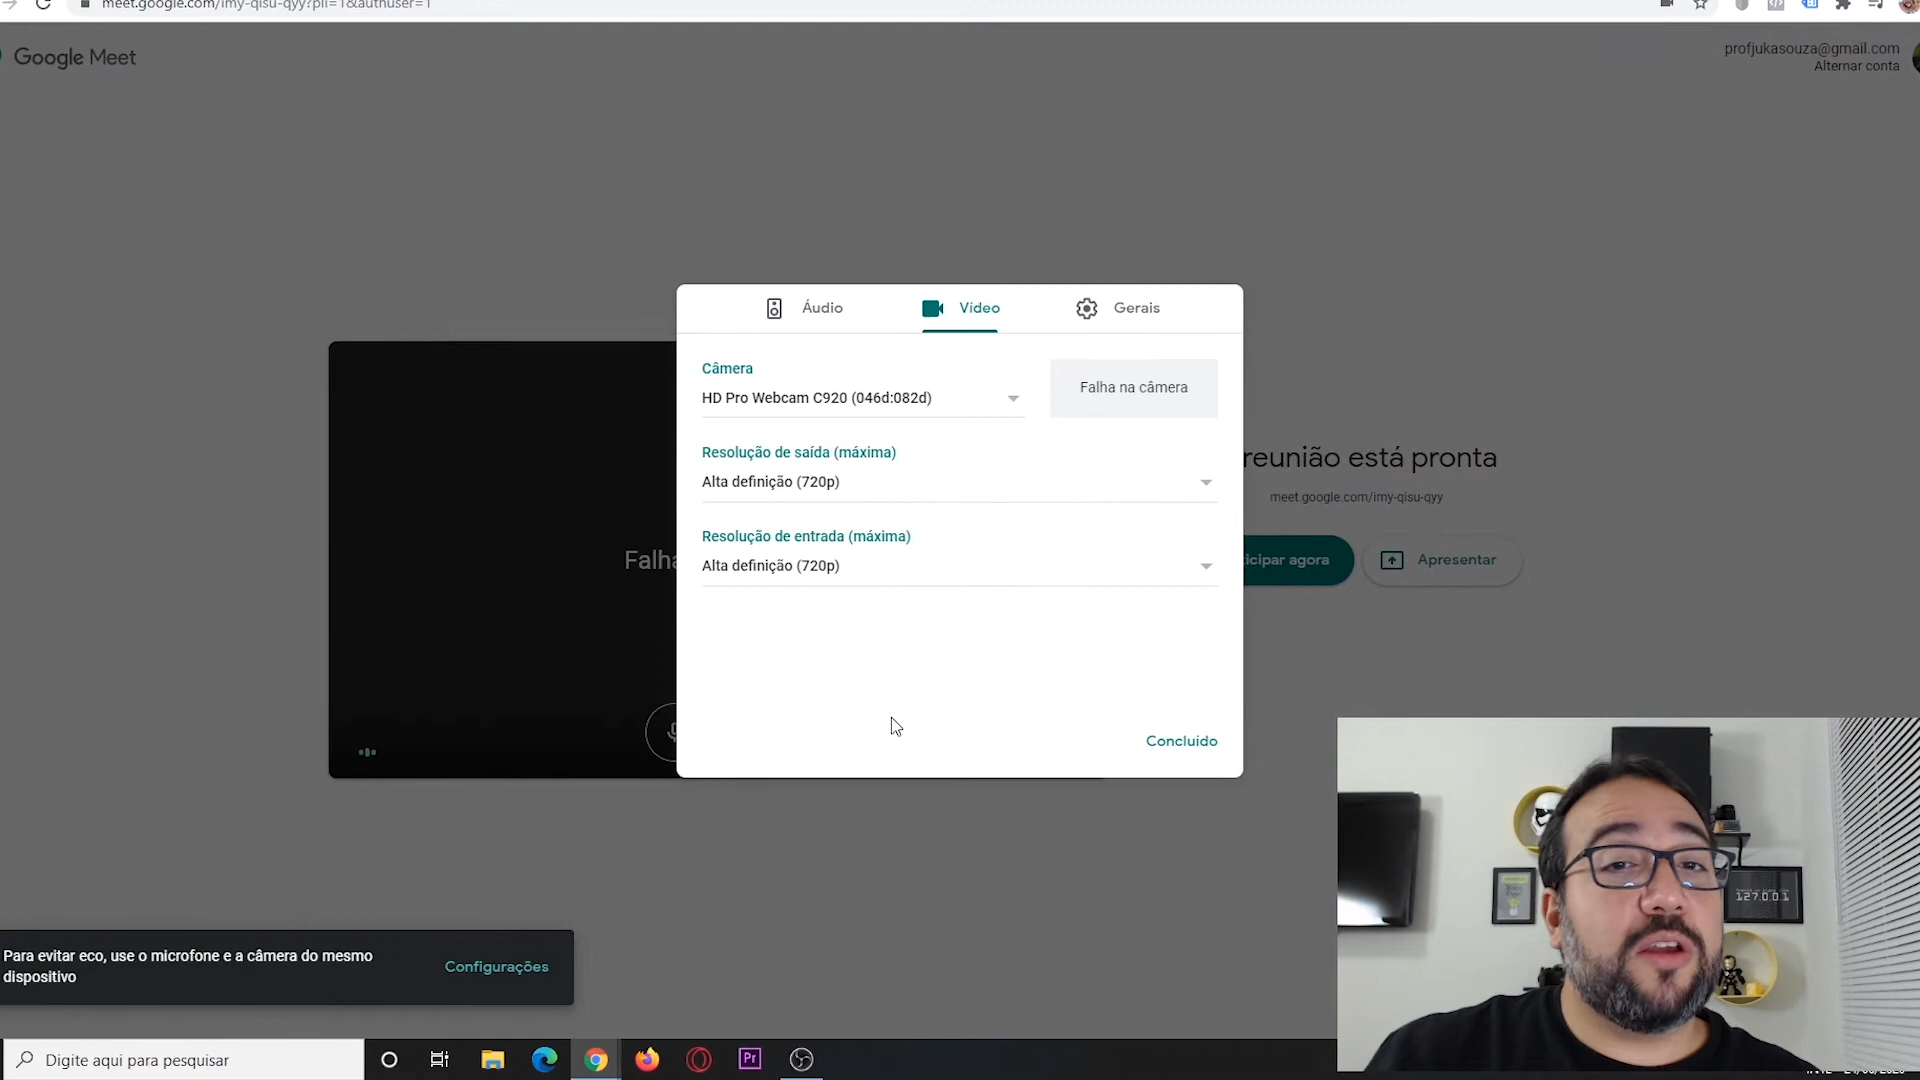 meet.google.com/imy-qisu-qyy?pli=1&authuser=1
Google Meet
profjukasouza@gmail.com
Alternar conta
Áudio
Vídeo
Gerais
Câmera
HD Pro Webcam C920 (046d:082d)
Falha na câmera
Resolução de saída (máxima)
Alta definição (720p)
Resolução de entrada (máxima)
Alta definição (720p)
Concluído
Falha
reunião está pronta
meet.google.com/imy-qisu-qyy
icipar agora
Apresentar
Para evitar eco, use o microfone e a câmera do mesmo
dispositivo
Configurações
127.0.0.1
Digite aqui para pesquisar
Pr